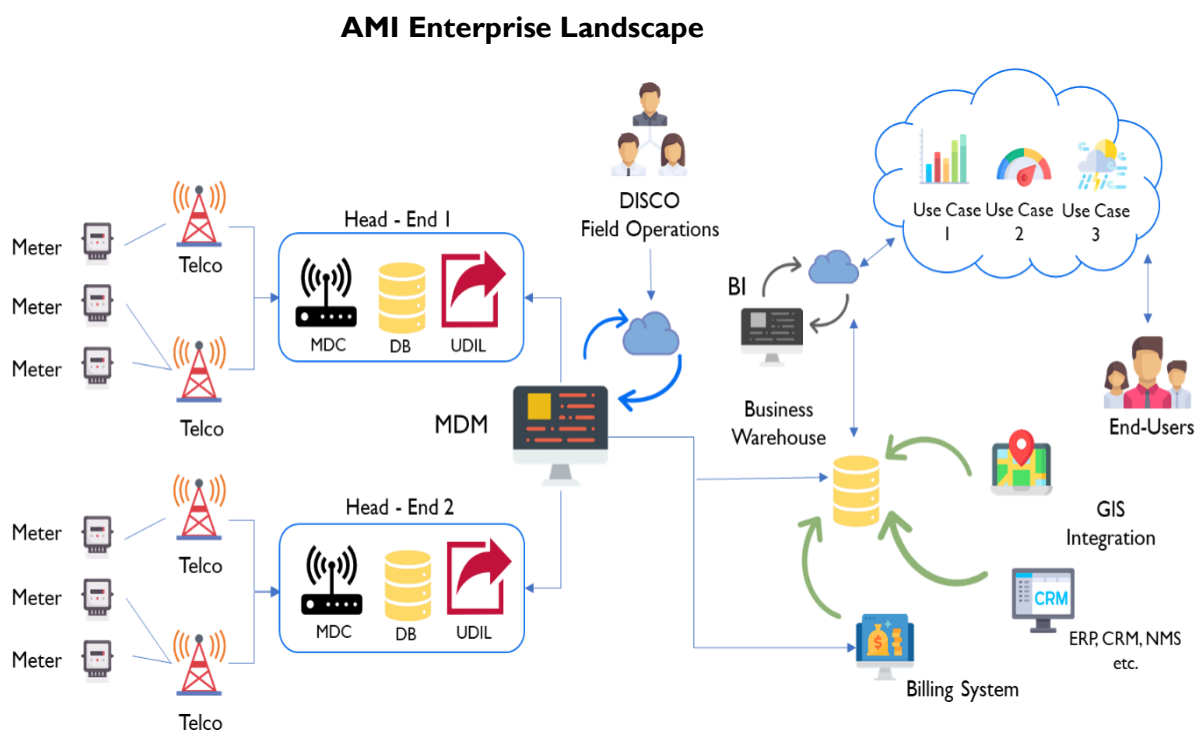 AMI Enterprise Landscape
Meter
Meter
Meter
Telco
Telco
Head - End 1
MDC
DB
UDIL
DISCO
Field Operations
Use Case
1
Use Case
2
Use Case
3
BI
End-Users
MDM
Business
Warehouse
GIS
Integration
CRM
ERP, CRM, NMS
etc.
Billing System
Meter
Meter
Meter
Telco
Telco
Head - End 2
MDC
DB
UDIL